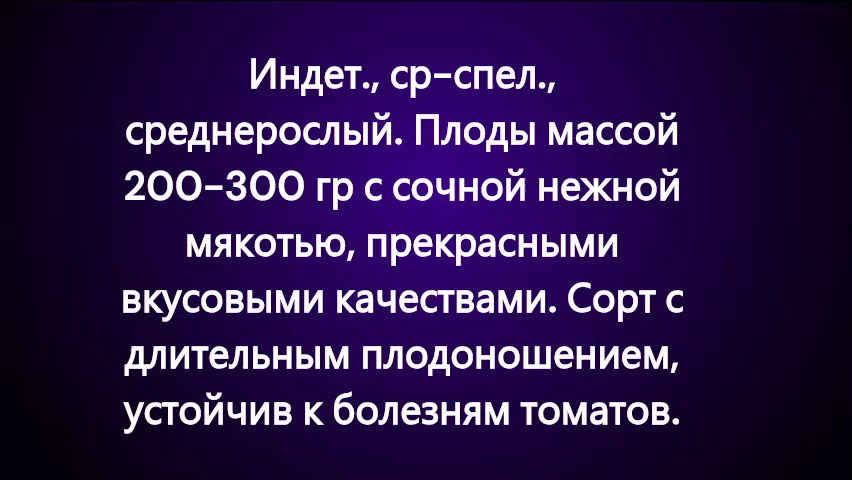 Индет., ср-спел.,
среднерослый. Плоды массой
200-300 гр с сочной нежной
мякотью, прекрасными
вкусовыми качествами. Сорт с
длительным плодоношением,
устойчив к болезням томатов.